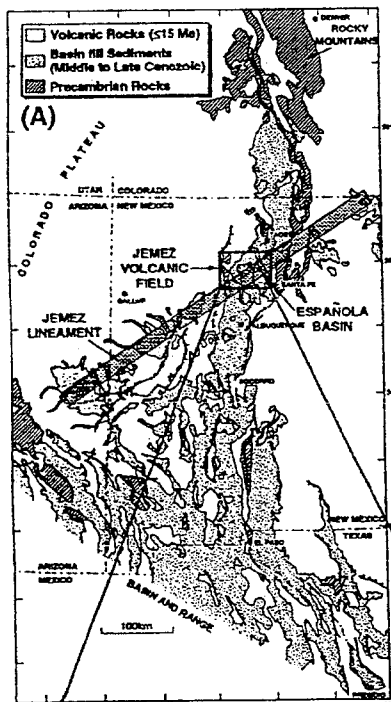 Volcanic Rocks (≤15 Ma)
Basin fill Sediments
(Middle to Late Cenozoic)
Precambrian Rocks
(A)
DENVER
ROCKY
MOUNTAINS
COLORADO PLATEAU
UTAH
COLORADO
ARIZONA
NEW MEXICO
JEMEZ
VOLCANIC
FIELD
SANTA FE
GALLUP
ESPAÑOLA
BASIN
JEMEZ
LINEAMENT
ALBUQUERQUE
SOCORRO
NEW MEXICO
TEXAS
EL PASO
ARIZONA
MEXICO
BASIN AND RANGE
100km
PRESIDIO